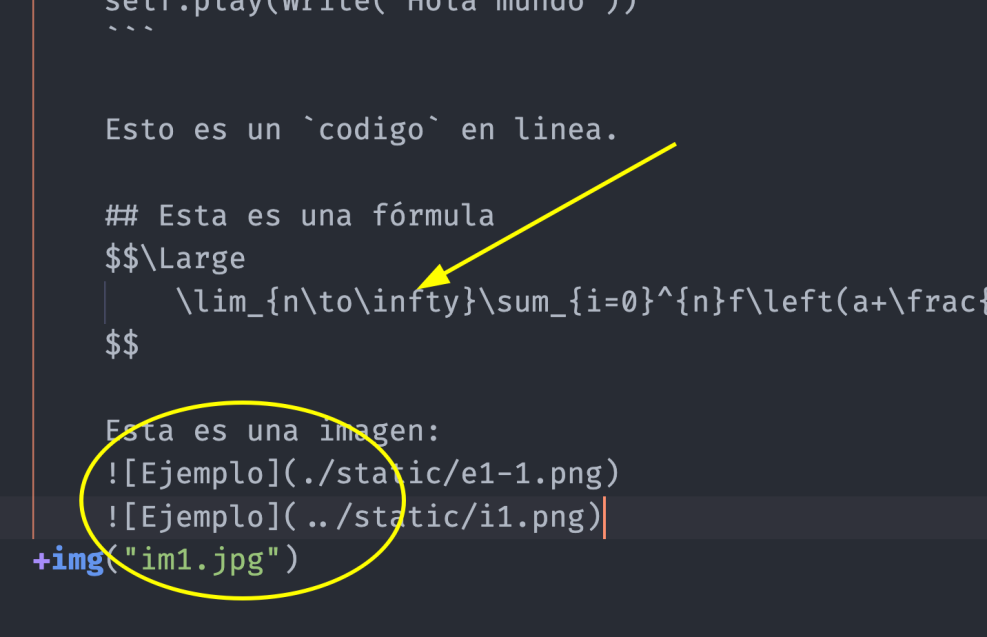 self.play(Write("Hola mundo"))
```
Esto es un `codigo` en linea.
## Esta es una fórmula
$$\Large
\lim_{n\to\infty}\sum_{i=0}^{n}f\left(a+\frac{
$$
Esta es una imagen:
![Ejemplo](./static/e1-1.png)
![Ejemplo](../static/i1.png)
+img("im1.jpg")